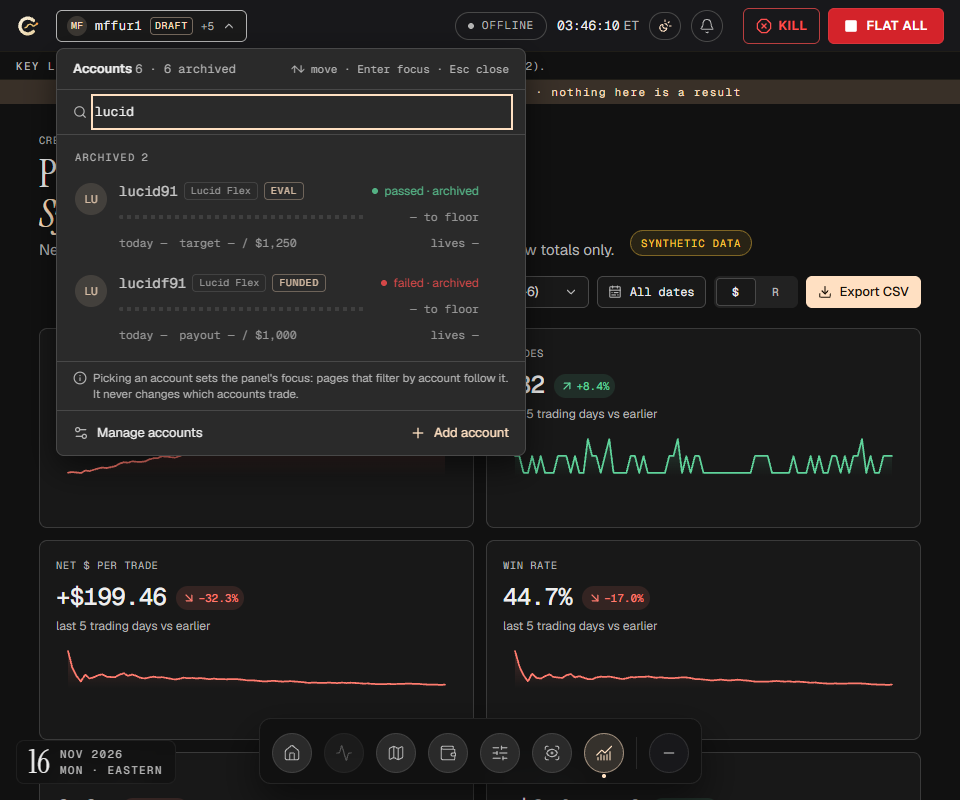 MF mffur1 DRAFT +5
OFFLINE 03:46:10 ET KILL FLAT ALL
KEY L 2).
Accounts 6 · 6 archived move · Enter focus · Esc close
· nothing here is a result
lucid
ARCHIVED 2
LU lucid91 Lucid Flex EVAL passed · archived
— to floor
today — target — / $1,250 lives —
LU lucidf91 Lucid Flex FUNDED failed · archived
— to floor
today — payout — / $1,000 lives —
Picking an account sets the panel's focus: pages that filter by account follow it.
It never changes which accounts trade.
Manage accounts Add account
w totals only. SYNTHETIC DATA
6) All dates $ R Export CSV
+8.4%
5 trading days vs earlier
NET $ PER TRADE
+$199.46 -32.3%
last 5 trading days vs earlier
WIN RATE
44.7% -17.0%
last 5 trading days vs earlier
16 NOV 2026
MON · EASTERN